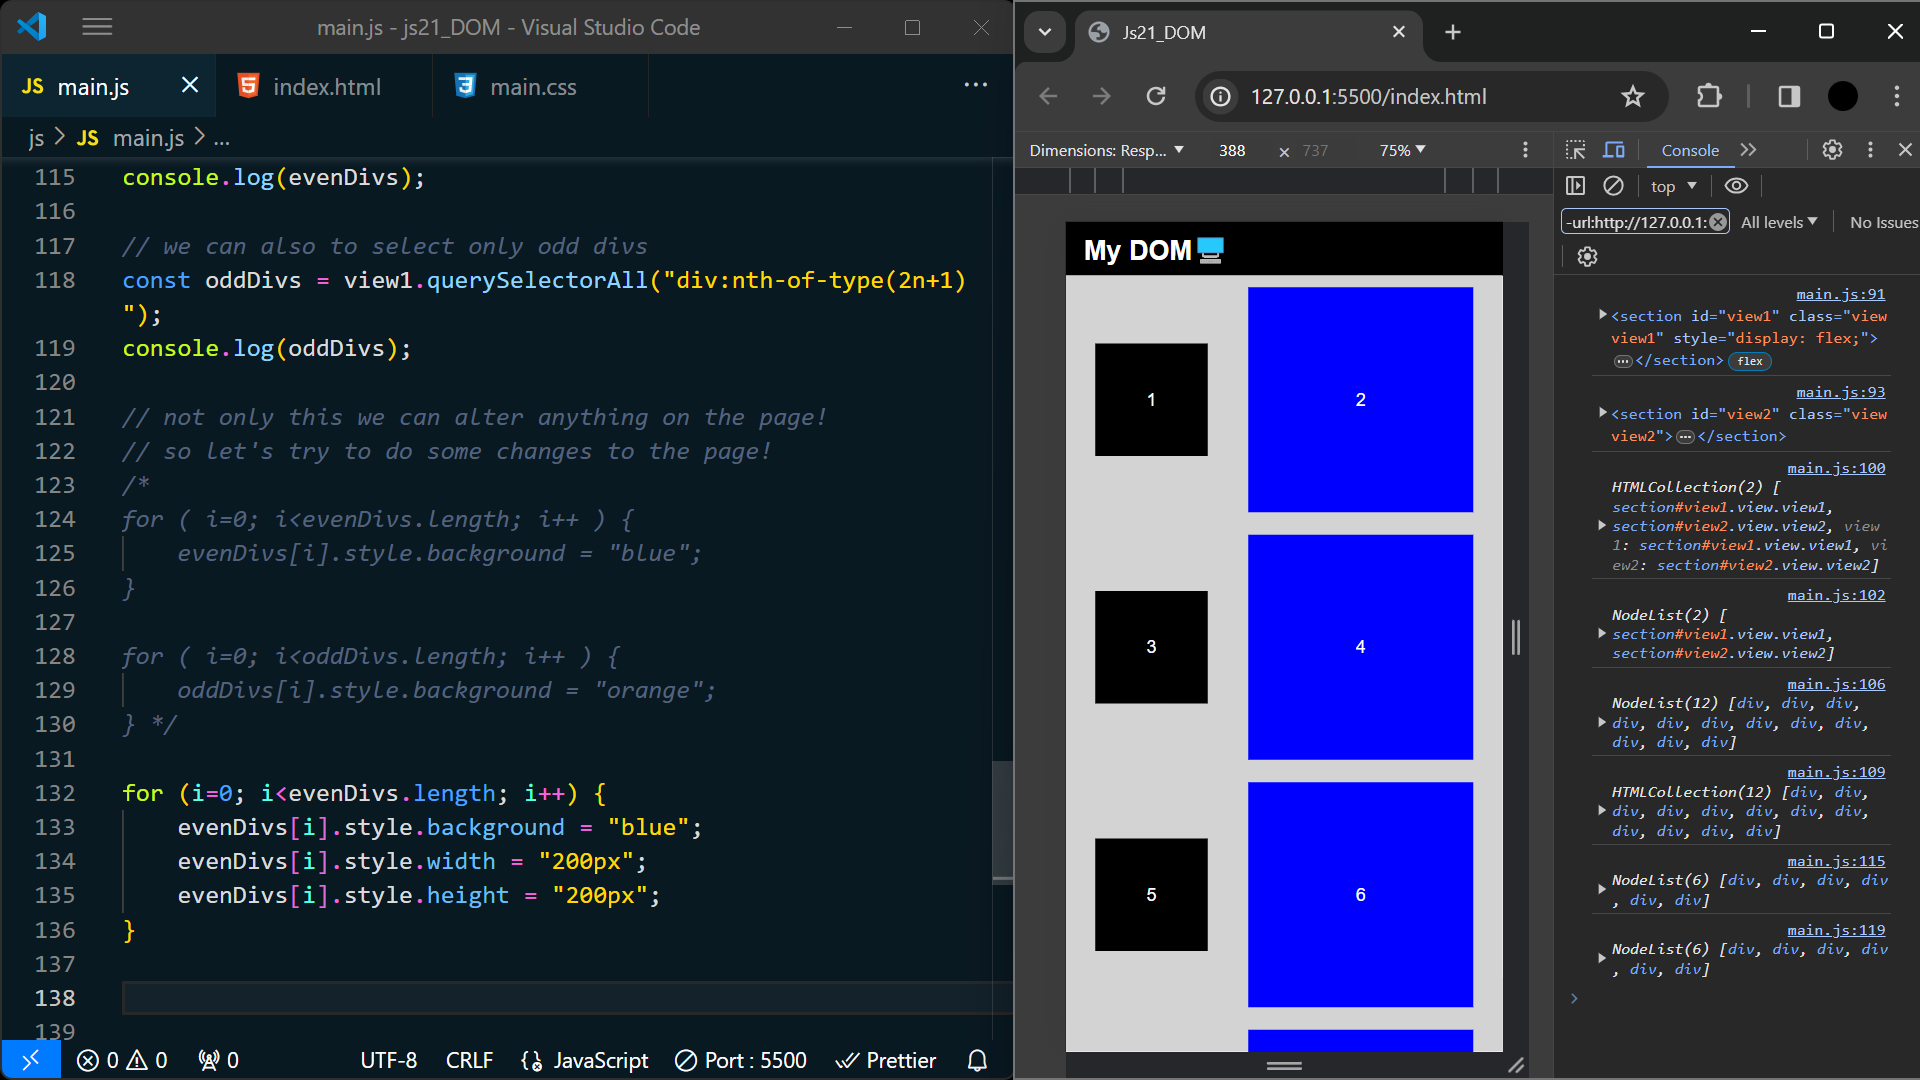 main.js - js21_DOM - Visual Studio Code
JS main.js
index.html
main.css
js > JS main.js > ...
115 console.log(evenDivs);
116
117 // we can also to select only odd divs
118 const oddDivs = view1.querySelectorAll("div:nth-of-type(2n+1)
");
119 console.log(oddDivs);
120
121 // not only this we can alter anything on the page!
122 // so let's try to do some changes to the page!
123 /*
124 for ( i=0; i<evenDivs.length; i++ ) {
125 evenDivs[i].style.background = "blue";
126 }
127
128 for ( i=0; i<oddDivs.length; i++ ) {
129 oddDivs[i].style.background = "orange";
130 } */
131
132 for (i=0; i<evenDivs.length; i++) {
133 evenDivs[i].style.background = "blue";
134 evenDivs[i].style.width = "200px";
135 evenDivs[i].style.height = "200px";
136 }
137
138
139
0 0 0 UTF-8 CRLF JavaScript Port : 5500 Prettier
Js21_DOM
127.0.0.1:5500/index.html
Dimensions: Resp... 388 × 737 75%
My DOM
1 2
3 4
5 6
Console
top
-url:http://127.0.0.1: All levels No Issues
main.js:91
<section id="view1" class="view
view1" style="display: flex;">
… </section> flex
main.js:93
<section id="view2" class="view
view2"> … </section>
main.js:100
HTMLCollection(2) [
section#view1.view.view1,
section#view2.view.view2, view
1: section#view1.view.view1, vi
ew2: section#view2.view.view2]
main.js:102
NodeList(2) [
section#view1.view.view1,
section#view2.view.view2]
main.js:106
NodeList(12) [div, div, div,
div, div, div, div, div, div,
div, div, div]
main.js:109
HTMLCollection(12) [div, div,
div, div, div, div, div, div,
div, div, div, div]
main.js:115
NodeList(6) [div, div, div, div
, div, div]
main.js:119
NodeList(6) [div, div, div, div
, div, div]